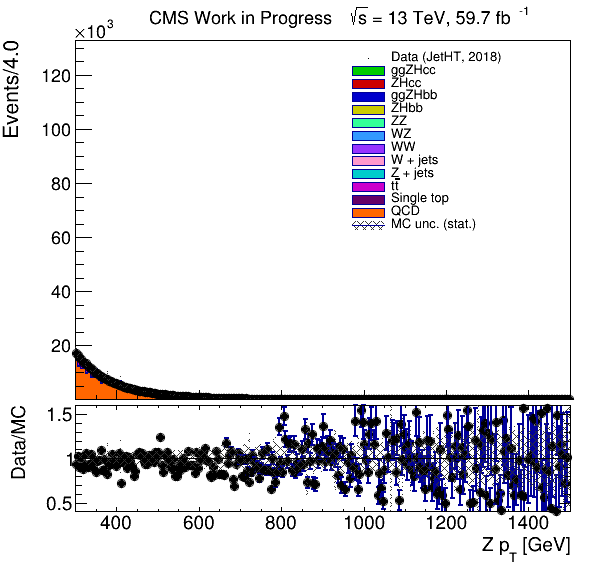 CMS Work in Progress √s = 13 TeV, 59.7 fb⁻¹
×10³
Events/4.0
120
100
80
60
40
20
Data (JetHT, 2018)
ggZHcc
ZHcc
ggZHbb
ZHbb
ZZ
WZ
WW
W + jets
Z + jets
tt̅
Single top
QCD
MC unc. (stat.)
Data/MC
1.5
1
0.5
400 600 800 1000 1200 1400
Z p_T [GeV]